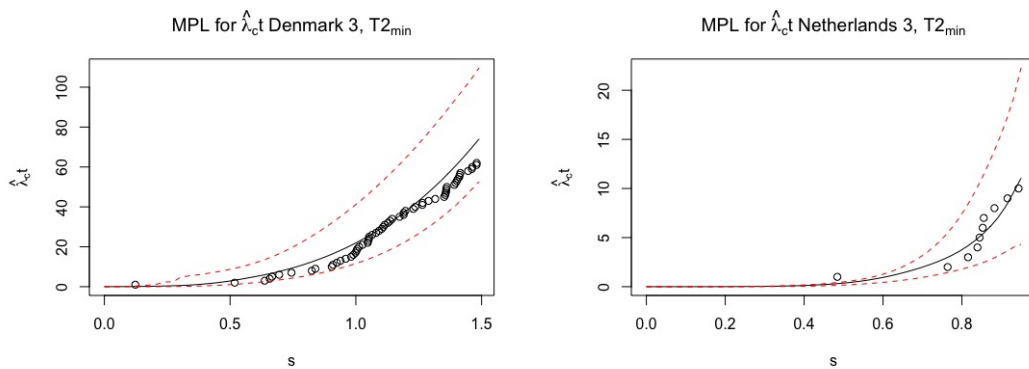 MPL for λ̂ct Denmark 3, T2min
λ̂ct
100
80
60
40
20
0
0.0 0.5 1.0 1.5
s
MPL for λ̂ct Netherlands 3, T2min
λ̂ct
20
15
10
5
0
0.0 0.2 0.4 0.6 0.8
s